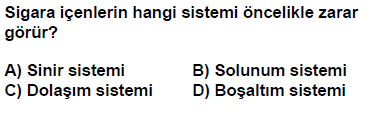 Sigara içenlerin hangi sistemi öncelikle zarar
görür?
A) Sinir sistemi B) Solunum sistemi
C) Dolaşım sistemi D) Boşaltım sistemi